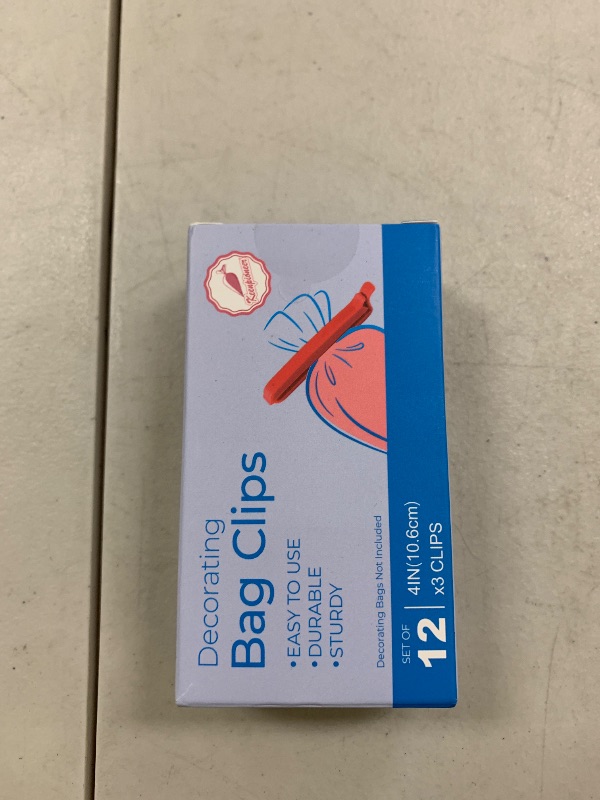 Keenpioneer
Decorating
Bag Clips
•EASY TO USE
•DURABLE
•STURDY
Decorating Bags Not Included
SET OF
12
4IN(10.6cm)
x3 CLIPS